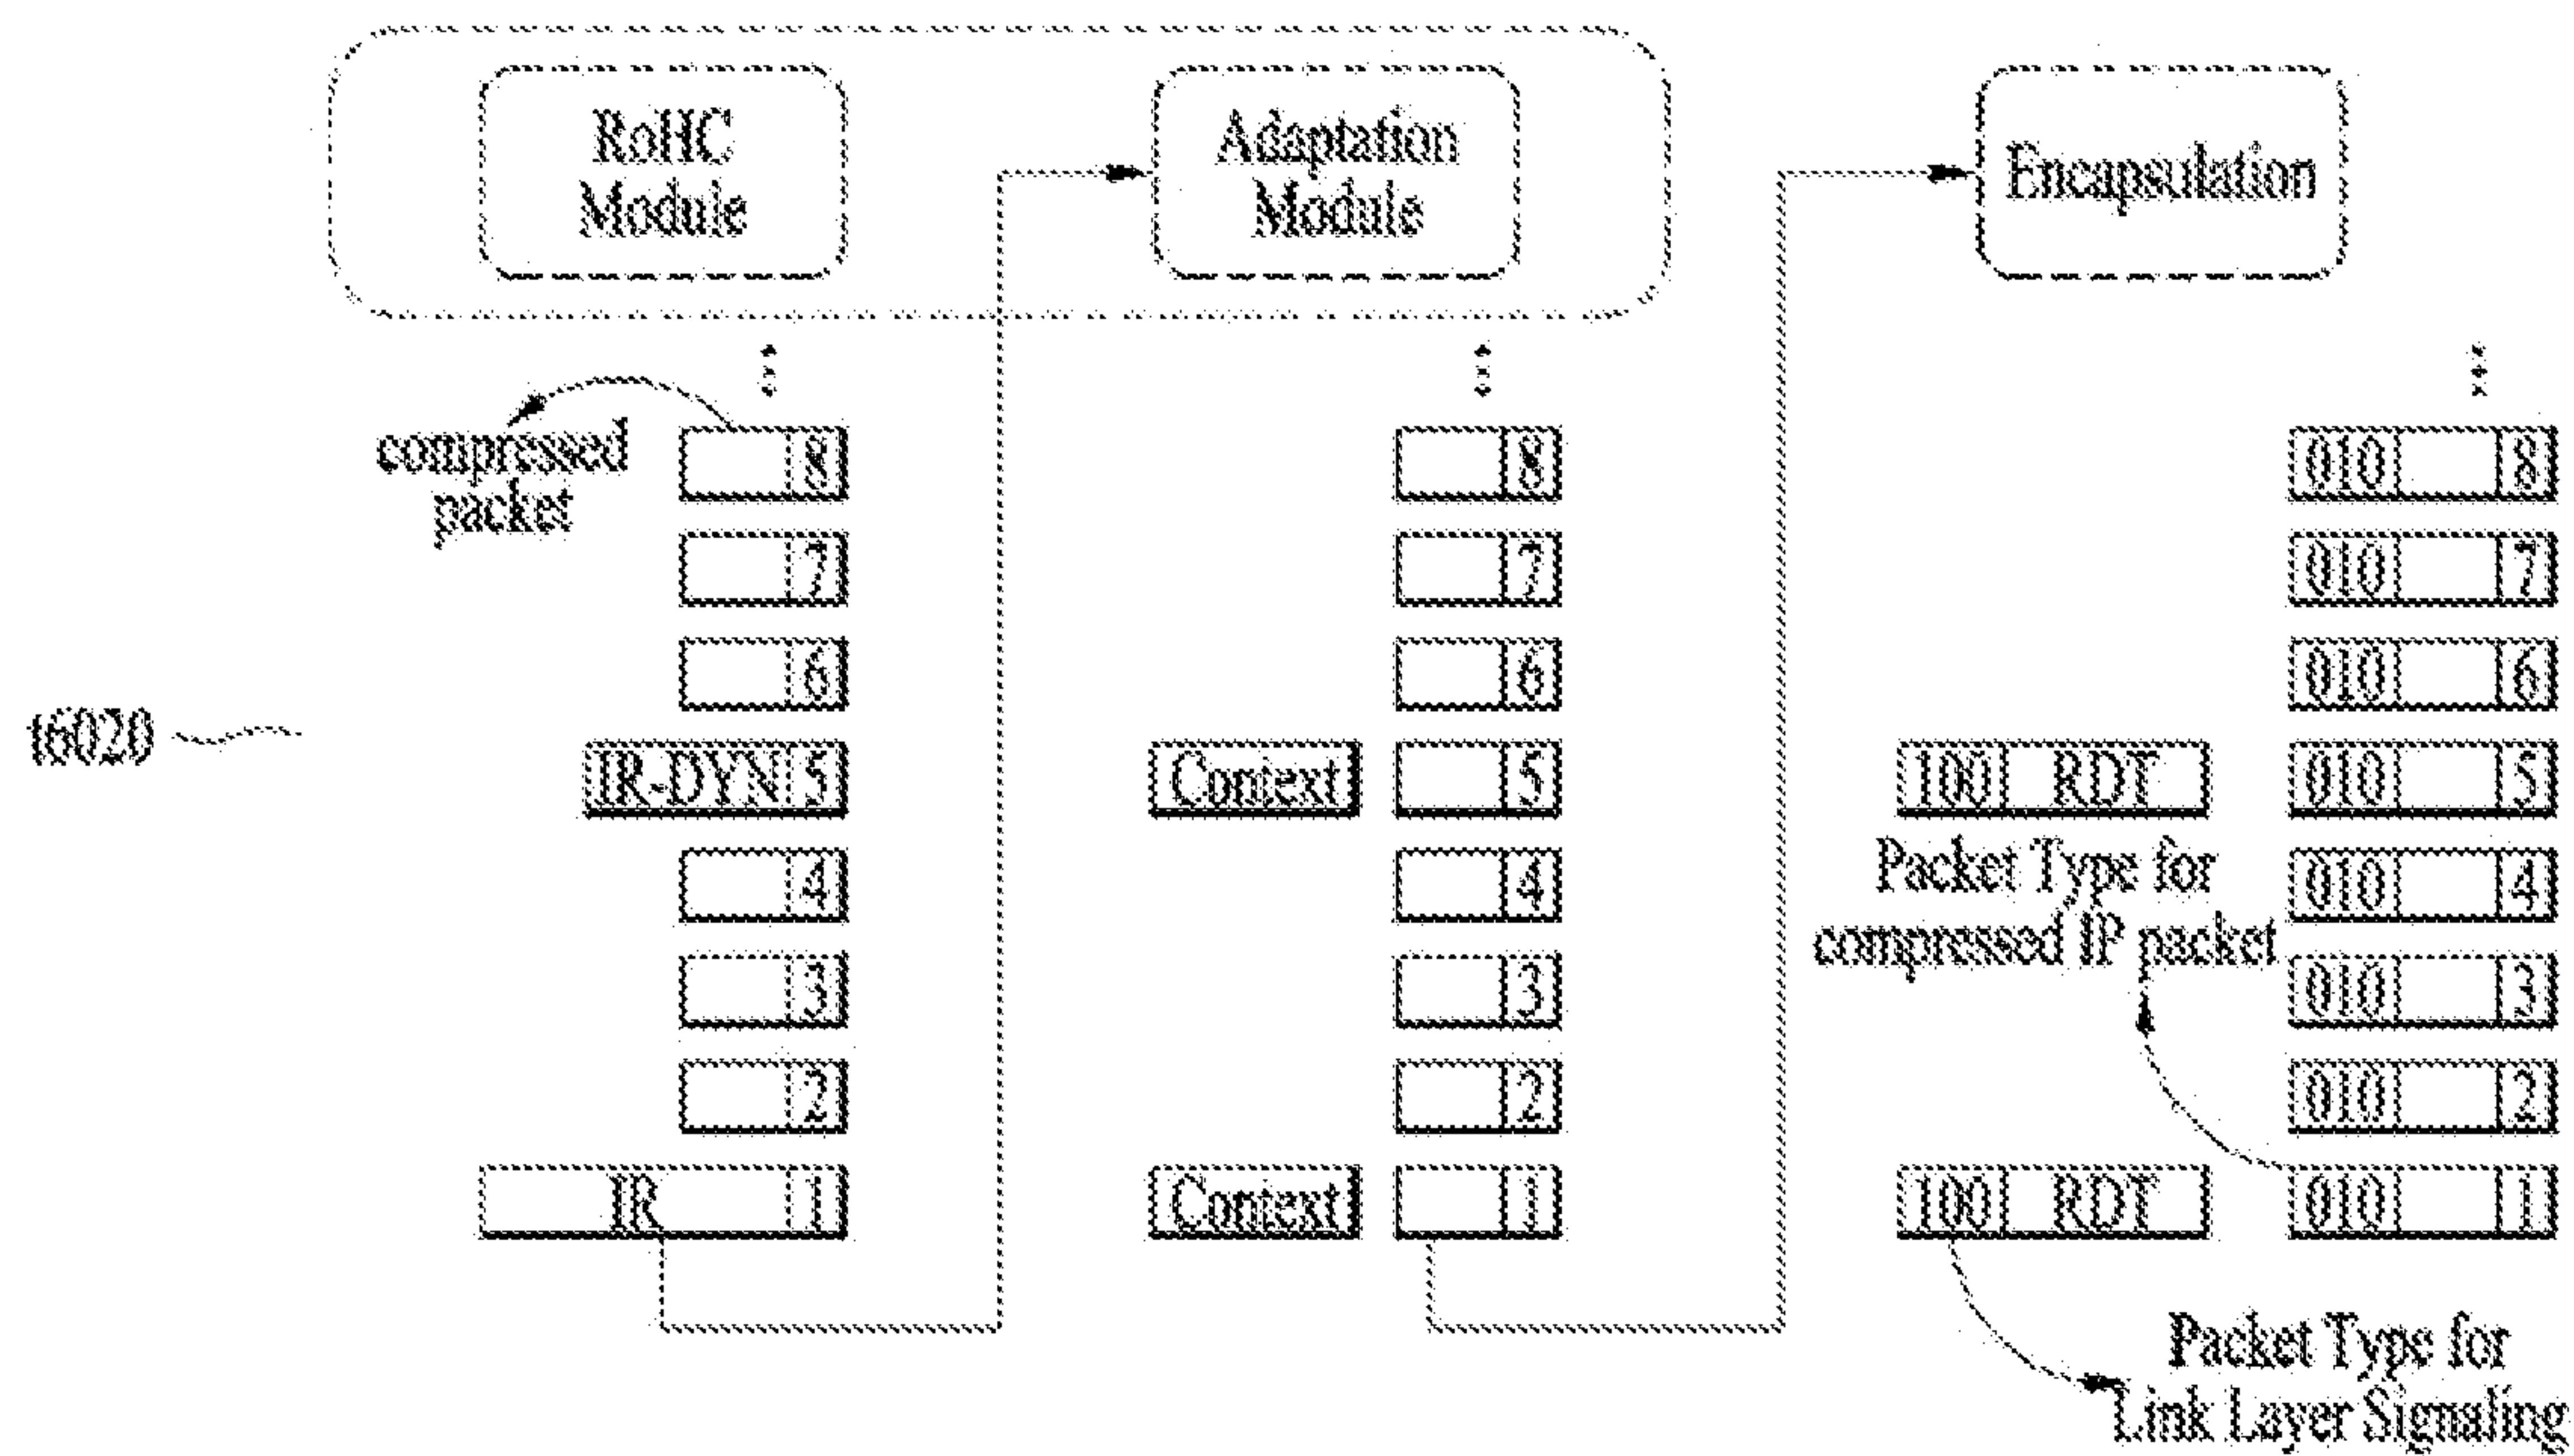 RoHC
Module
Adaptation
Module
Encapsulation
compressed
packet
8
8
010 8
7
7
010 7
6
6
010 6
t6020
IR-DYN 5
Context 5
100 RDT 010 5
4
4
010 4
Packet Type for
compressed IP packet
3
3
010 3
2
2
010 2
IR 1
Context 1
100 RDT 010 1
Packet Type for
Link Layer Signaling